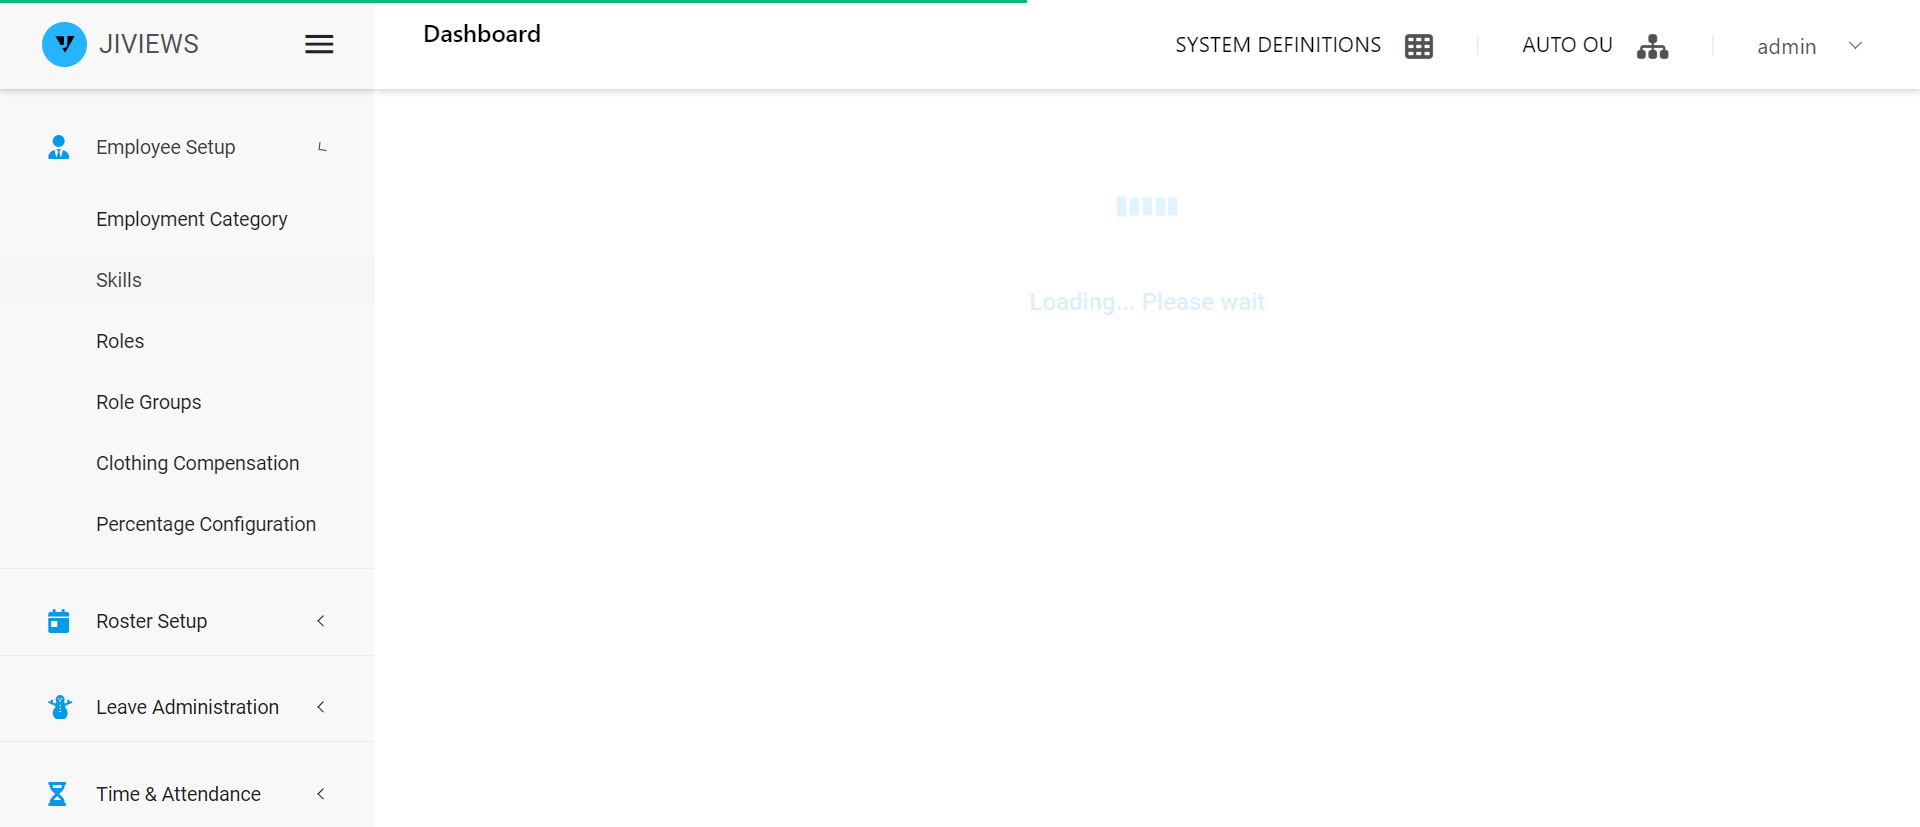 JIVIEWS
Dashboard
SYSTEM DEFINITIONS
AUTO OU
admin
Employee Setup
Employment Category
Skills
Roles
Role Groups
Clothing Compensation
Percentage Configuration
Roster Setup
Leave Administration
Time & Attendance
Loading... Please wait